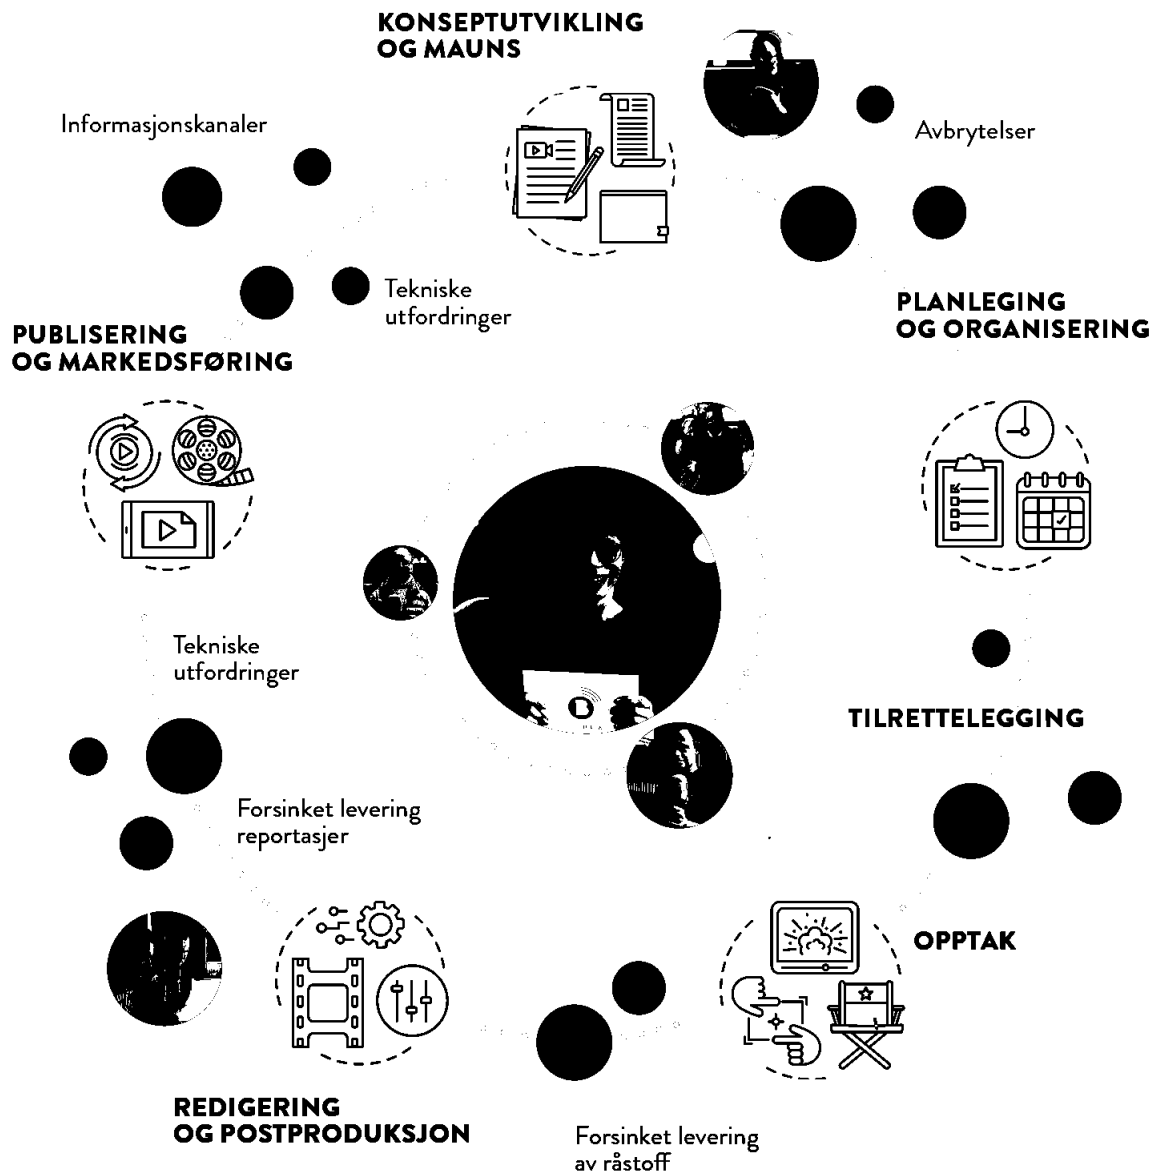 KONSEPTUTVIKLING
OG MAUNS
Informasjonskanaler
Avbrytelser
Tekniske
utfordringer
PLANLEGING
OG ORGANISERING
PUBLISERING
OG MARKEDSFØRING
Tekniske
utfordringer
TILRETTELEGGING
Forsinket levering
reportasjer
OPPTAK
REDIGERING
OG POSTPRODUKSJON
Forsinket levering
av råstoff